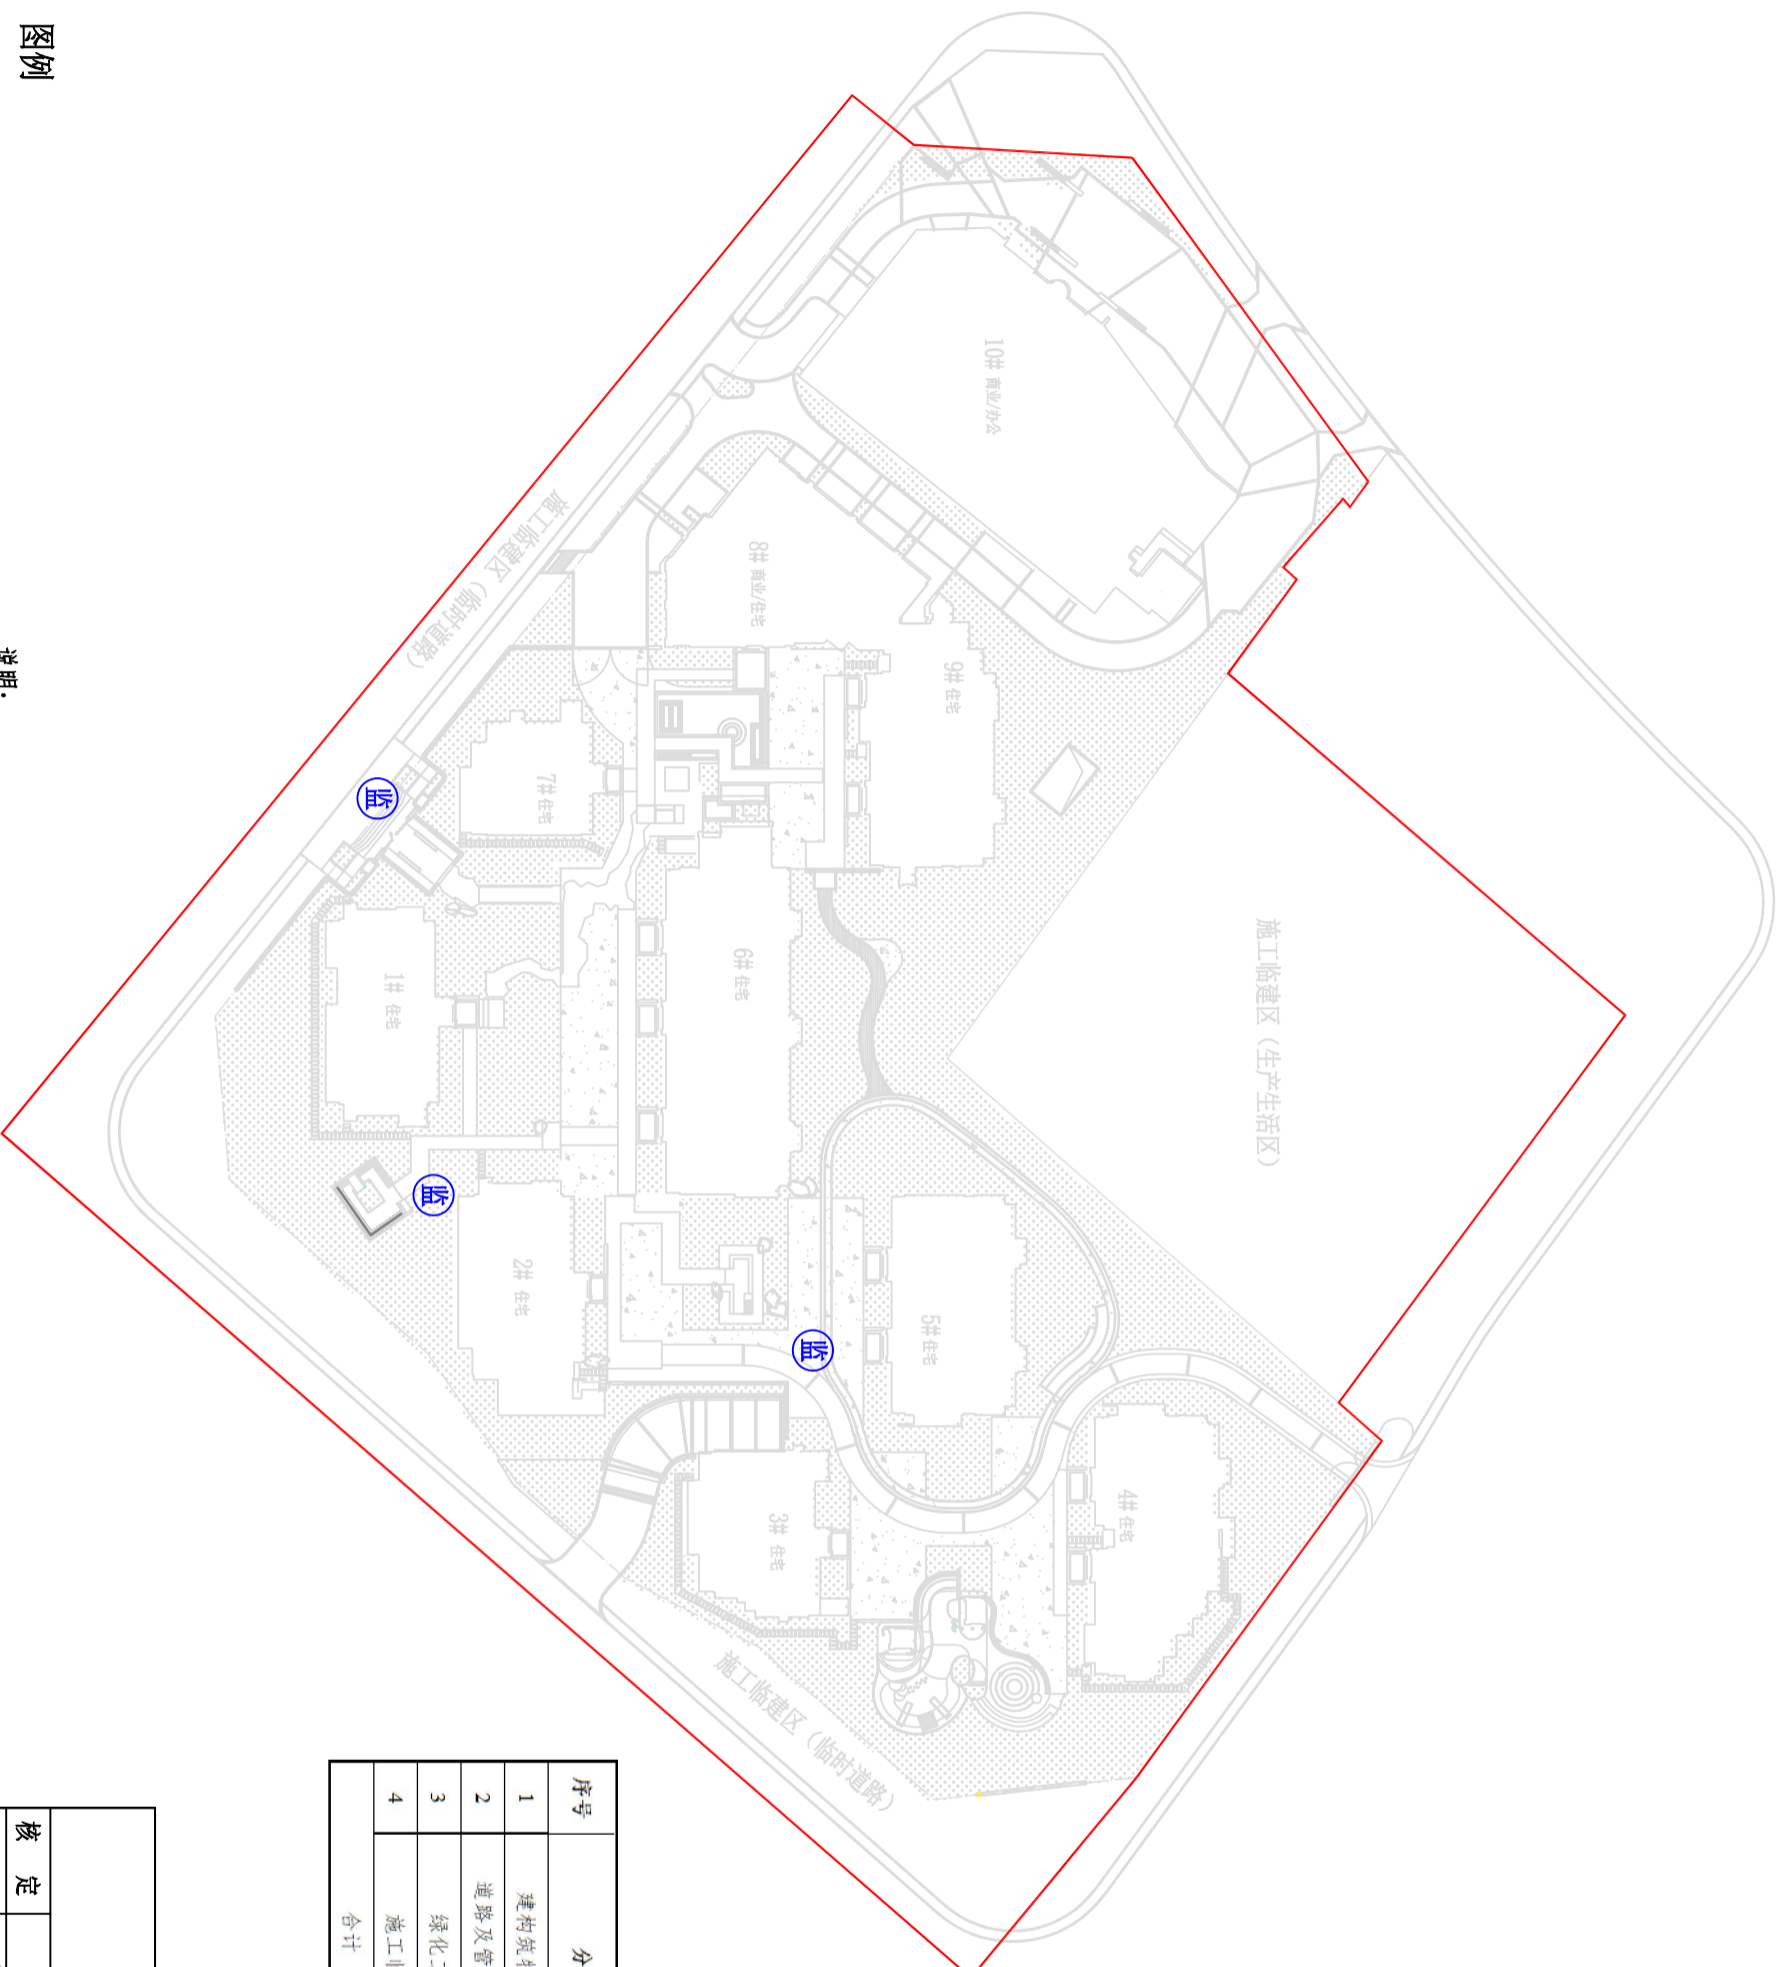 图例
10# 商业/办公
施工临建区（临时道路）
8# 商业/住宅
9# 住宅
7# 住宅
监
6# 住宅
1# 住宅
施工临建区（生产生活区）
监
2# 住宅
5# 住宅
监
3# 住宅
4# 住宅
施工临建区（临时道路）
说明:
序号 分
1 建构筑
2 道路及管
3 绿化
4 施工
合计
核 定